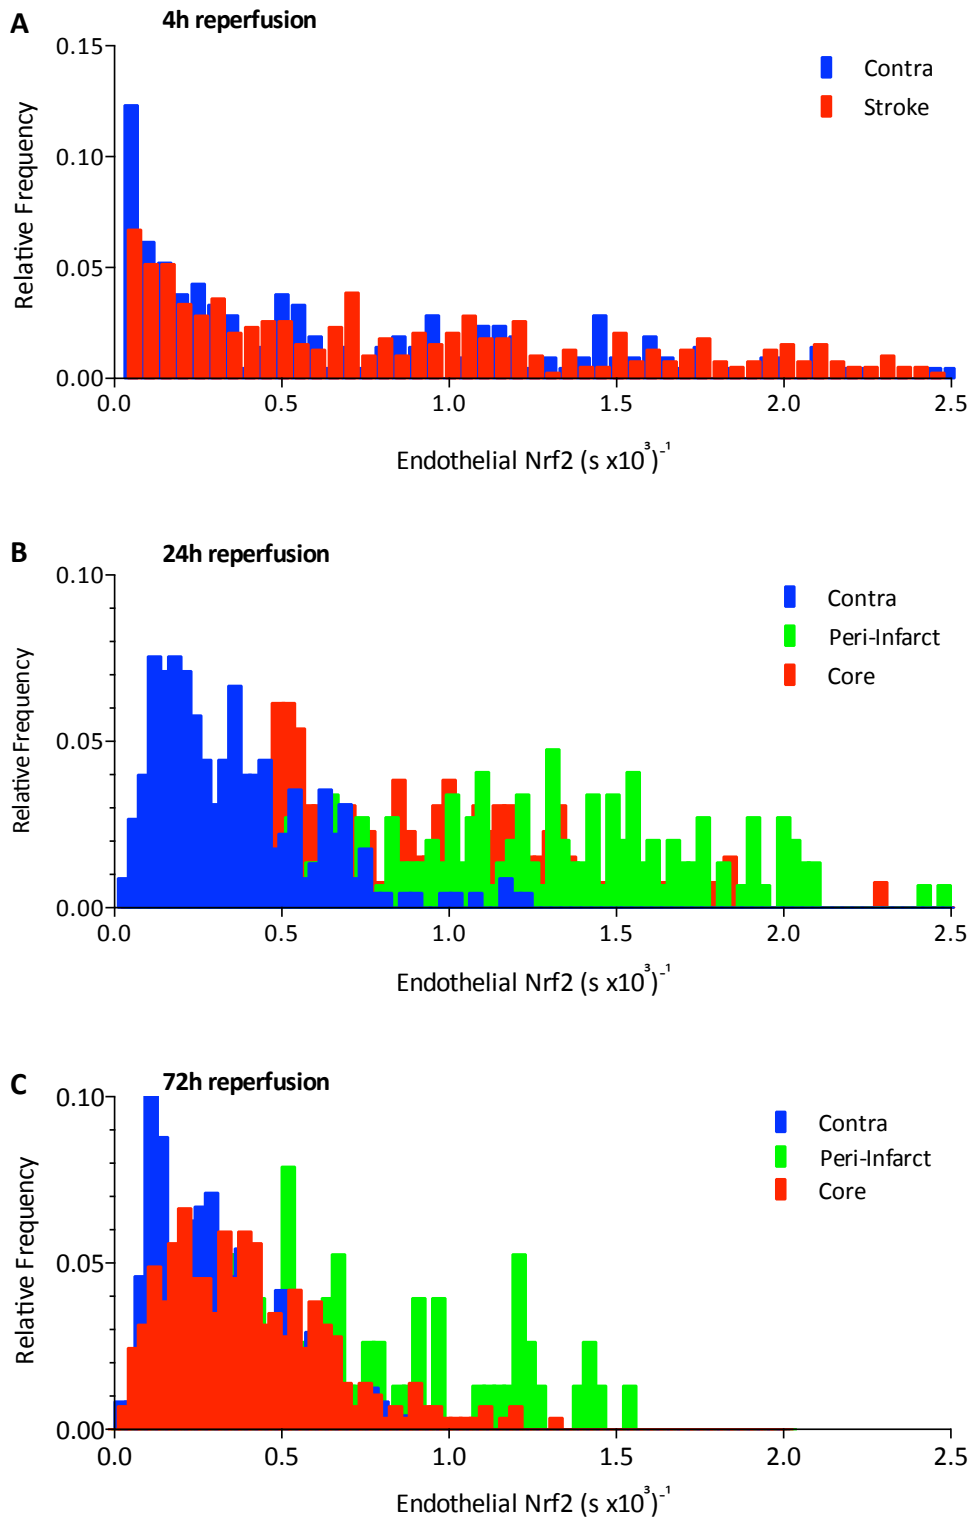 A
4h reperfusion
0.15
0.10
0.05
0.00
Relative Frequency
Contra
Stroke
0.0 0.5 1.0 1.5 2.0 2.5
Endothelial Nrf2 (s x10³)⁻¹
B
24h reperfusion
0.10
0.05
0.00
Relative Frequency
Contra
Peri-Infarct
Core
0.0 0.5 1.0 1.5 2.0 2.5
Endothelial Nrf2 (s x10³)⁻¹
C
72h reperfusion
0.10
0.05
0.00
Relative Frequency
Contra
Peri-Infarct
Core
0.0 0.5 1.0 1.5 2.0 2.5
Endothelial Nrf2 (s x10³)⁻¹